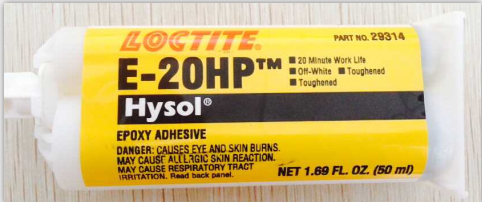 LOCTITE®
PART NO. 29314
E-20HP™
20 Minute Work Life
Off-White Toughened
Toughened
Hysol®
EPOXY ADHESIVE
DANGER: CAUSES EYE AND SKIN BURNS.
MAY CAUSE ALLERGIC SKIN REACTION.
MAY CAUSE RESPIRATORY TRACT
IRRITATION. Read back panel.
NET 1.69 FL. OZ. (50 ml)